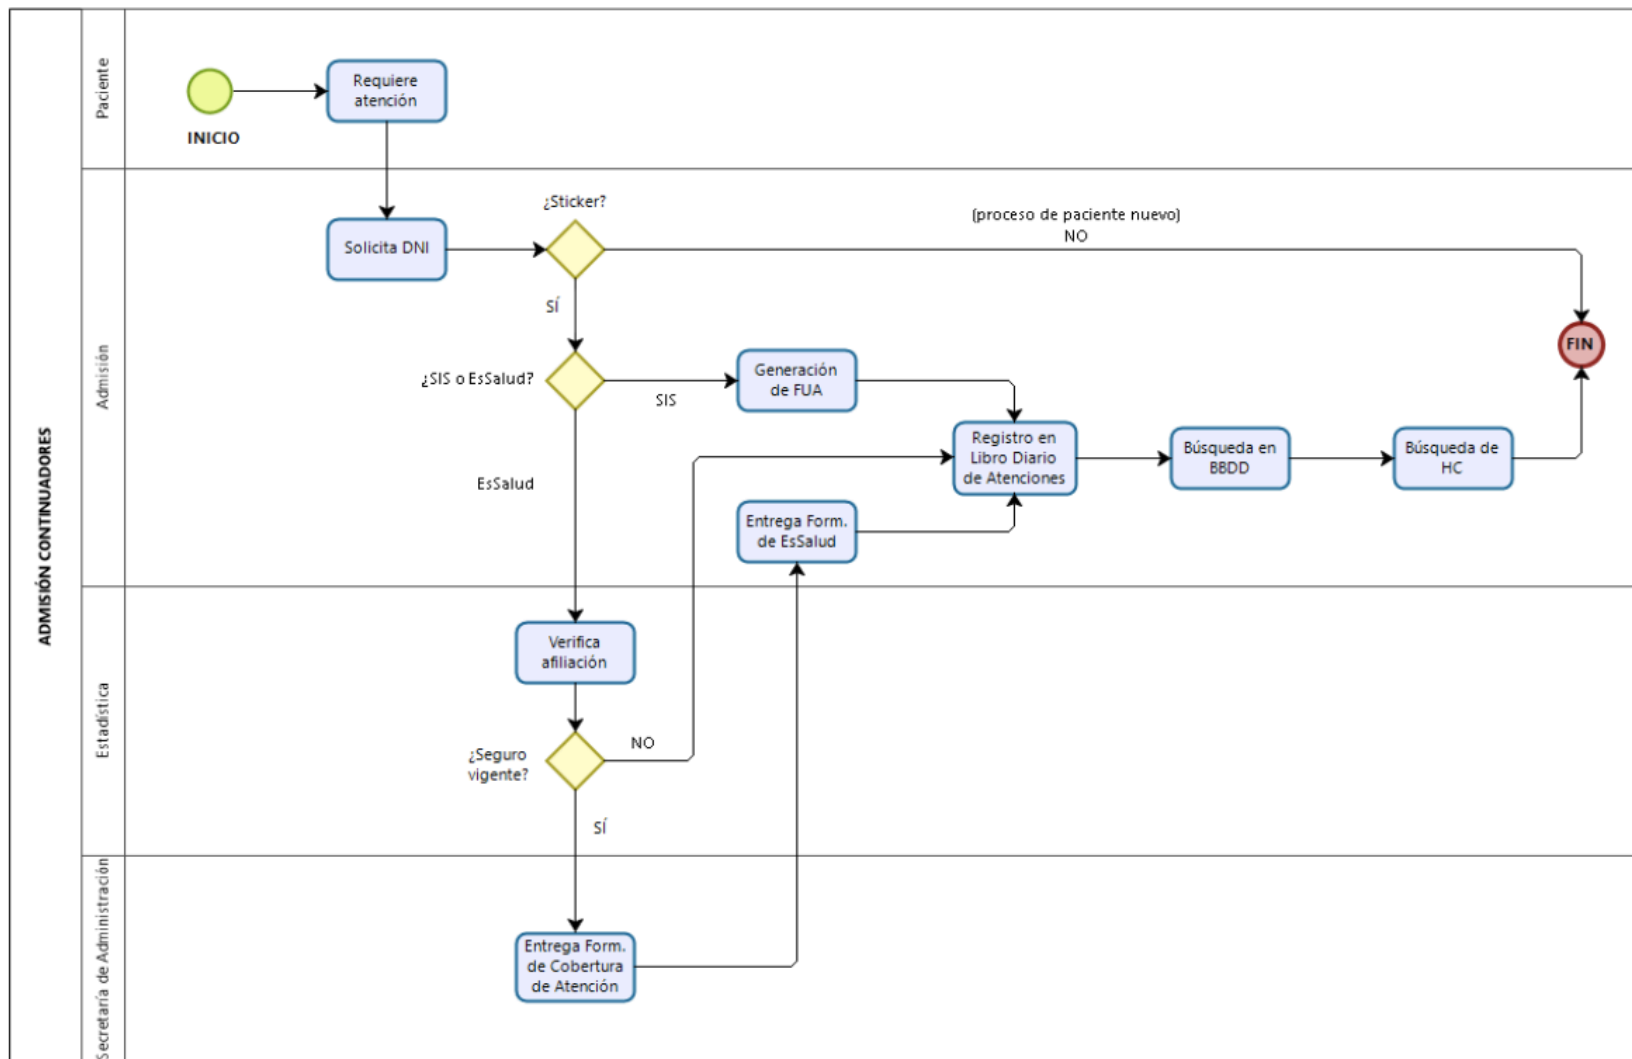 ADMISIÓN CONTINUADORES
Paciente
INICIO
Requiere
atención
Admisión
Solicita DNI
¿Sticker?
(proceso de paciente nuevo)
NO
SÍ
¿SIS o EsSalud?
SIS
Generación
de FUA
FIN
EsSalud
Registro en
Libro Diario
de Atenciones
Búsqueda en
BBDD
Búsqueda de
HC
Entrega Form.
de EsSalud
Estadística
Verifica
afiliación
¿Seguro
vigente?
NO
SÍ
Secretaría de Administración
Entrega Form.
de Cobertura
de Atención